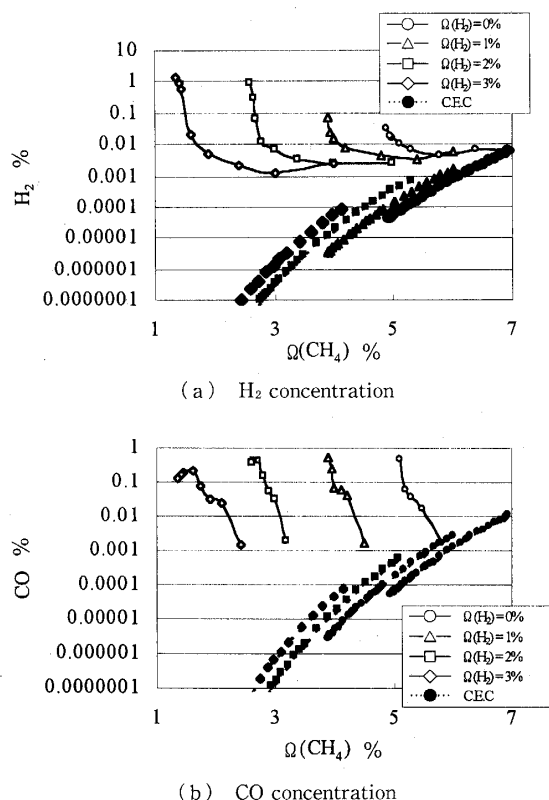 Ω(H₂)=0%
Ω(H₂)=1%
Ω(H₂)=2%
Ω(H₂)=3%
C.E.C
10
1
0.1
0.01
0.001
0.0001
0.00001
0.000001
0.0000001
H₂ %
1 3 5 7
Ω(CH₄) %
(a) H₂ concentration
1
0.1
0.01
0.001
0.0001
0.00001
0.000001
0.0000001
CO %
Ω(H₂)=0%
Ω(H₂)=1%
Ω(H₂)=2%
Ω(H₂)=3%
C.E.C
1 3 5 7
Ω(CH₄) %
(b) CO concentration